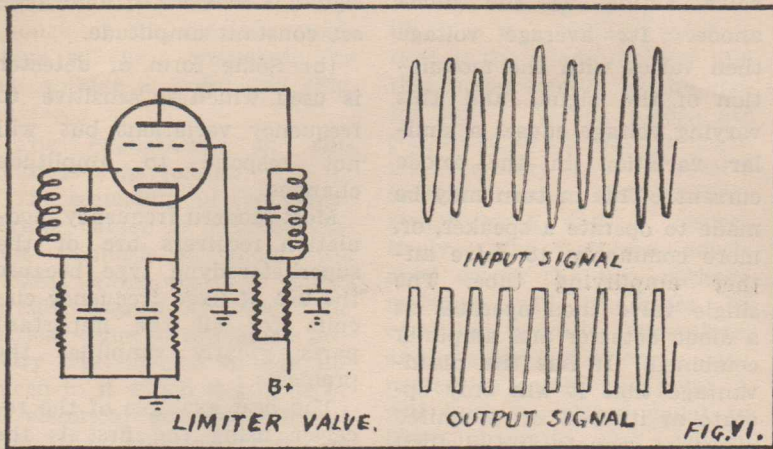 INPUT SIGNAL
B+
LIMITER VALVE.
OUTPUT SIGNAL
FIG.VI.